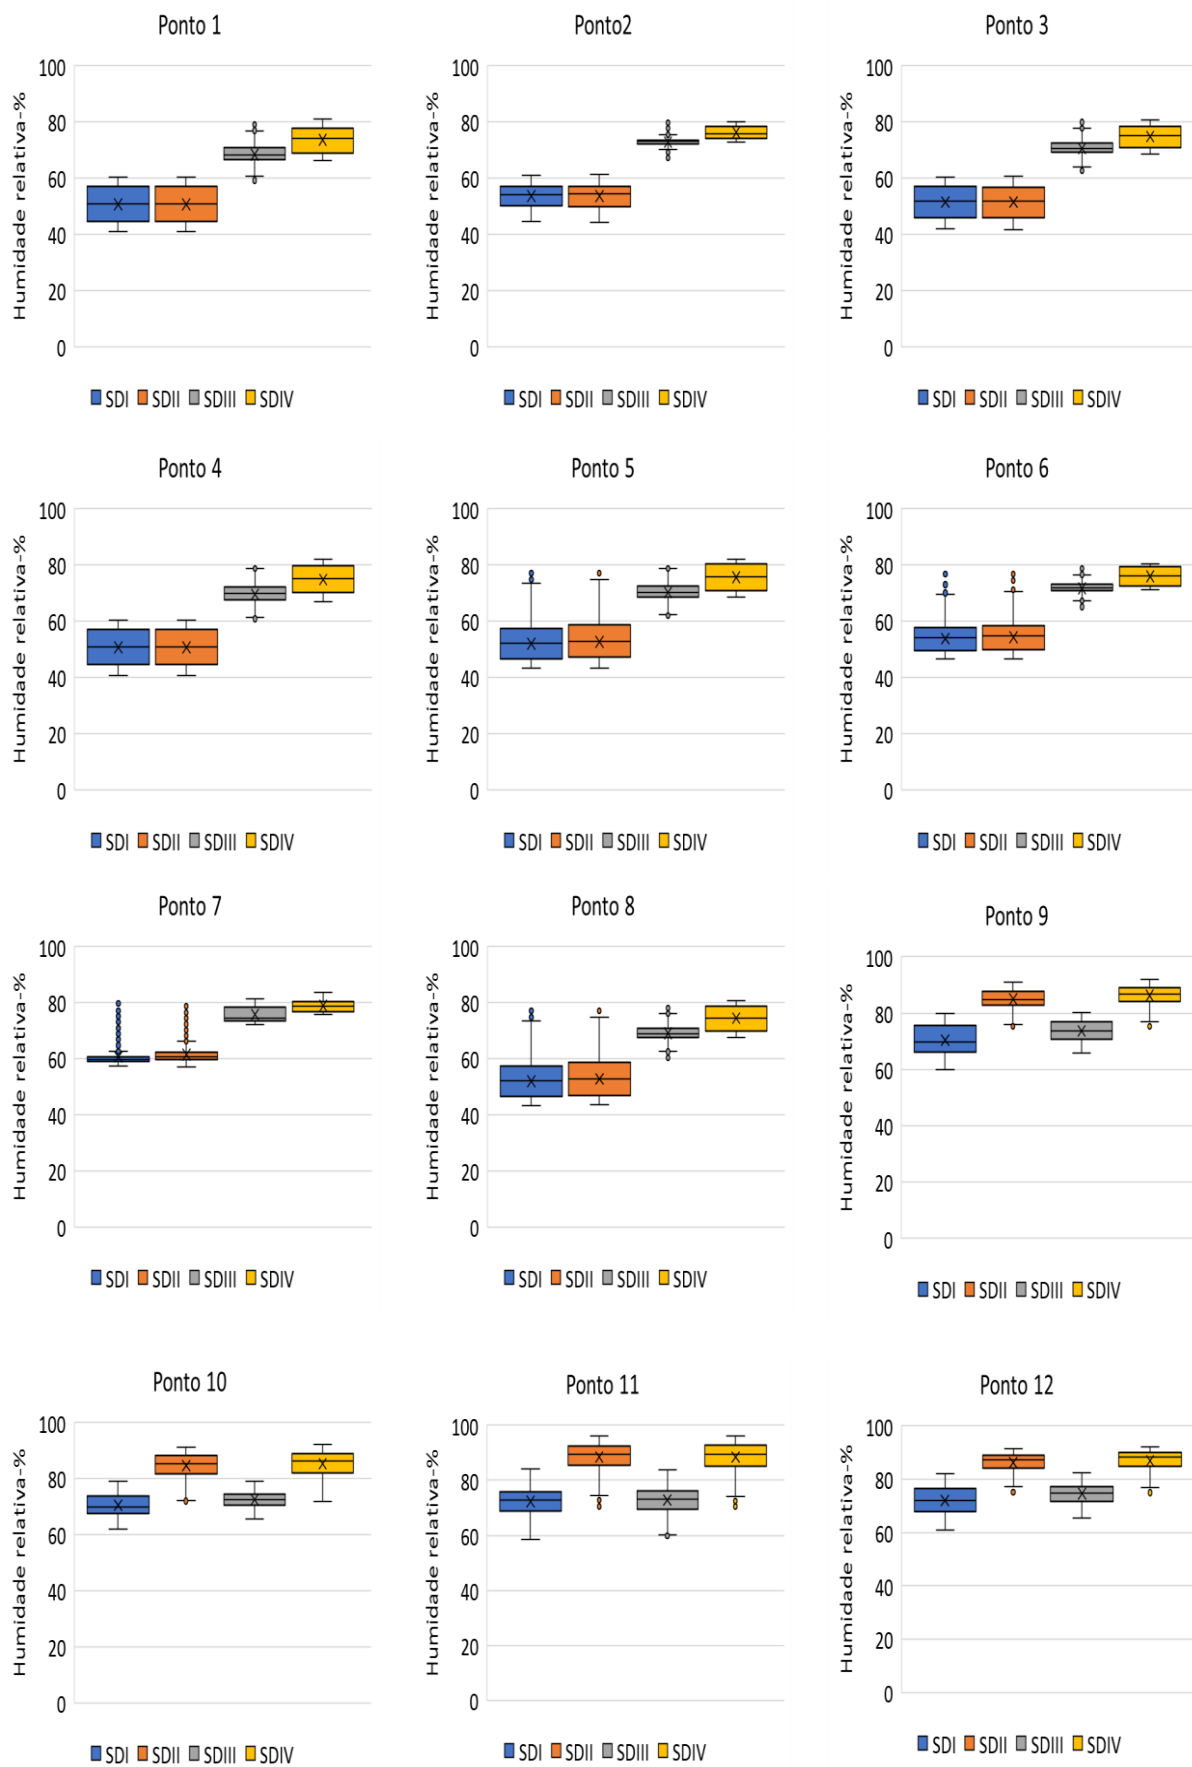 Ponto 1
Humidade relativa-%
100
80
60
40
20
0
SDI SDII SDIII SDIV
Ponto2
Humidade relativa-%
100
80
60
40
20
0
SDI SDII SDIII SDIV
Ponto 3
Humidade relativa-%
100
80
60
40
20
0
SDI SDII SDIII SDIV
Ponto 4
Humidade relativa-%
100
80
60
40
20
0
SDI SDII SDIII SDIV
Ponto 5
Humidade relativa-%
100
80
60
40
20
0
SDI SDII SDIII SDIV
Ponto 6
Humidade relativa-%
100
80
60
40
20
0
SDI SDII SDIII SDIV
Ponto 7
Humidade relativa-%
100
80
60
40
20
0
SDI SDII SDIII SDIV
Ponto 8
Humidade relativa-%
100
80
60
40
20
0
SDI SDII SDIII SDIV
Ponto 9
Humidade relativa-%
100
80
60
40
20
0
SDI SDII SDIII SDIV
Ponto 10
Humidade relativa-%
100
80
60
40
20
0
SDI SDII SDIII SDIV
Ponto 11
Humidade relativa-%
100
80
60
40
20
0
SDI SDII SDIII SDIV
Ponto 12
Humidade relativa-%
100
80
60
40
20
0
SDI SDII SDIII SDIV